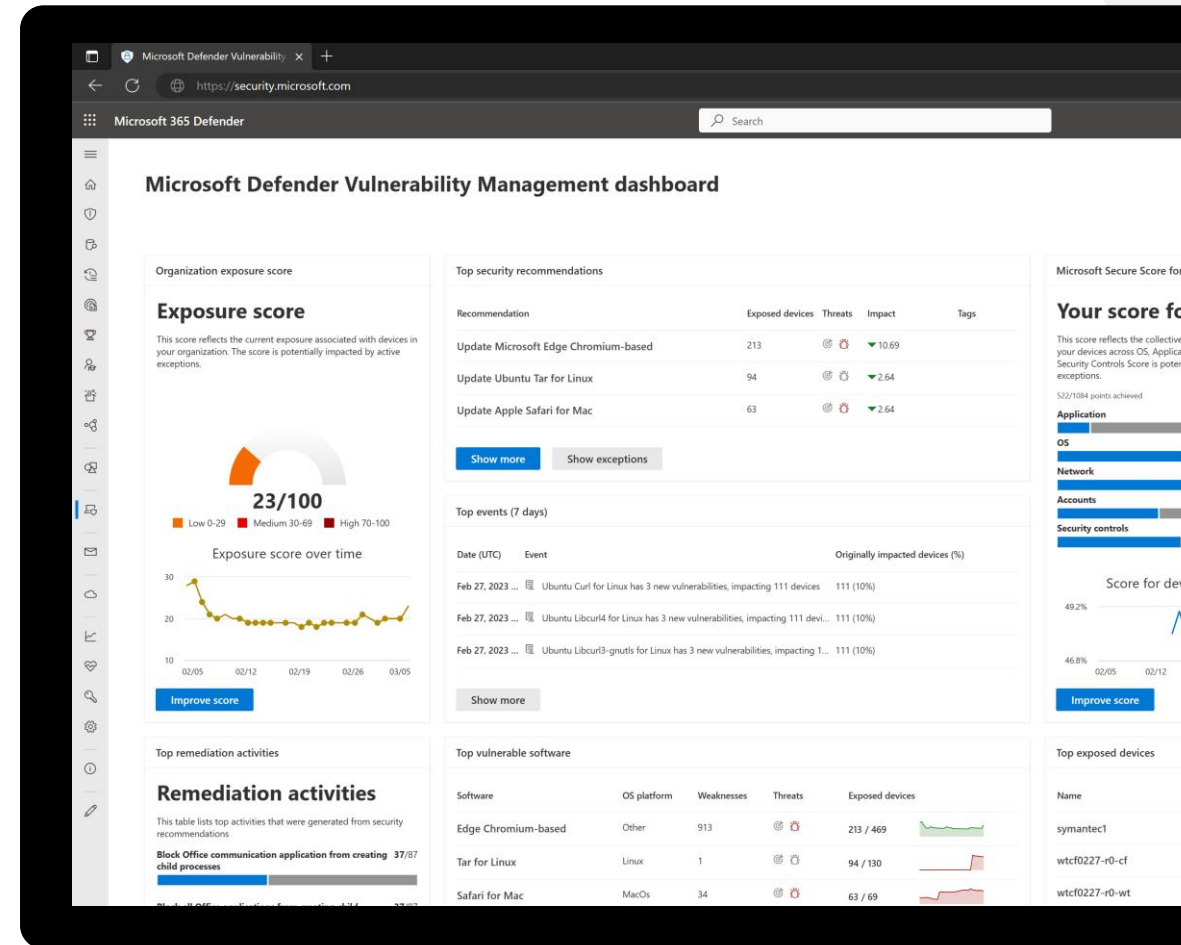 Microsoft Defender Vulnerability
https://security.microsoft.com
Microsoft 365 Defender
Search
Microsoft Defender Vulnerability Management dashboard
Organization exposure score
Exposure score
This score reflects the current exposure associated with devices in
your organization. The score is potentially impacted by active
exceptions.
23/100
Low 0-29 Medium 30-69 High 70-100
Exposure score over time
30
20
10
02/05 02/12 02/19 02/26 03/05
Improve score
Top security recommendations
Recommendation Exposed devices Threats Impact Tags
Update Microsoft Edge Chromium-based 213 10.69
Update Ubuntu Tar for Linux 94 2.64
Update Apple Safari for Mac 63 2.64
Show more Show exceptions
Top events (7 days)
Date (UTC) Event Originally impacted devices (%)
Feb 27, 2023 ... Ubuntu Curl for Linux has 3 new vulnerabilities, impacting 111 devices 111 (10%)
Feb 27, 2023 ... Ubuntu Libcurl4 for Linux has 3 new vulnerabilities, impacting 111 devi... 111 (10%)
Feb 27, 2023 ... Ubuntu Libcurl3-gnutls for Linux has 3 new vulnerabilities, impacting 1... 111 (10%)
Show more
Microsoft Secure Score for
Your score fo
This score reflects the collective
your devices across OS, Applica
Security Controls Score is poter
exceptions.
522/1084 points achieved
Application
OS
Network
Accounts
Security controls
Score for de
49.2%
46.8%
02/05 02/12
Improve score
Top remediation activities
Remediation activities
This table lists top activities that were generated from security
recommendations
Block Office communication application from creating 37/87
child processes
Top vulnerable software
Software OS platform Weaknesses Threats Exposed devices
Edge Chromium-based Other 913 213 / 469
Tar for Linux Linux 1 94 / 130
Safari for Mac MacOs 34 63 / 69
Top exposed devices
Name
symantec1
wtcf0227-r0-cf
wtcf0227-r0-wt